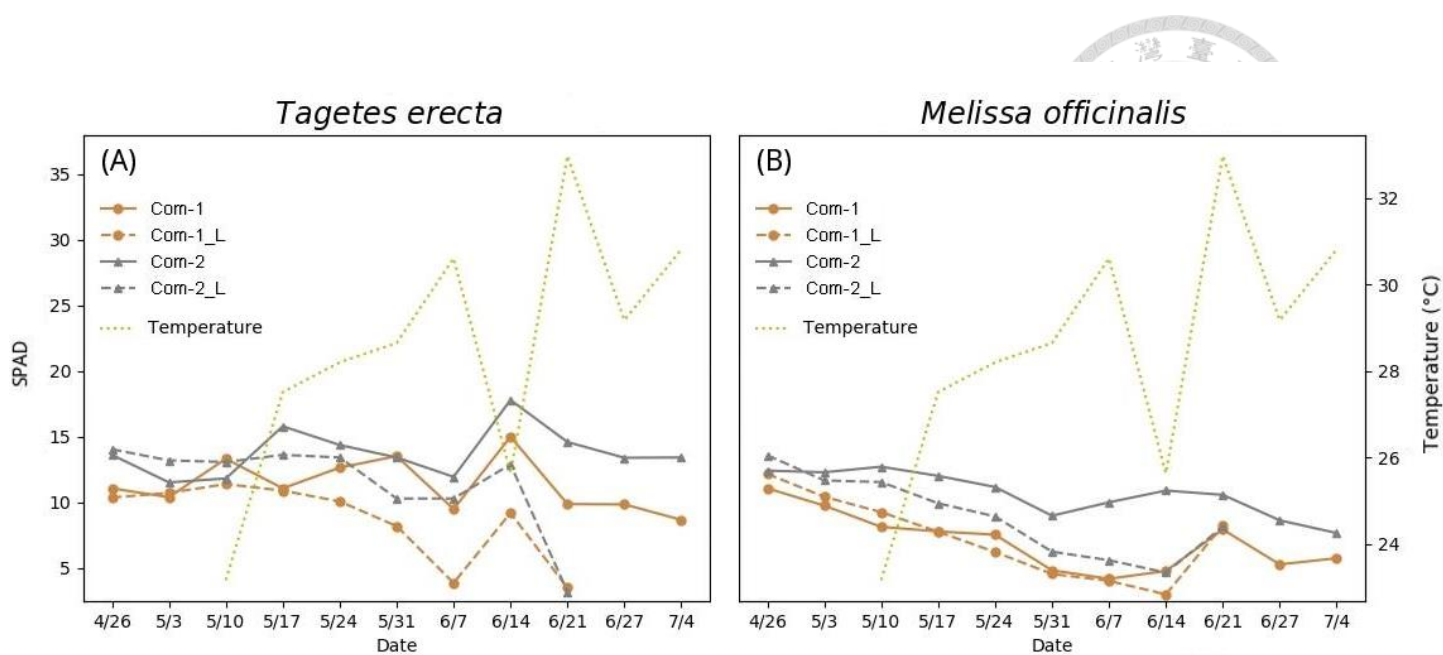 灣 臺
Tagetes erecta
Melissa officinalis
(A)
(B)
Com-1
Com-1_L
Com-2
Com-2_L
Temperature
Com-1
Com-1_L
Com-2
Com-2_L
Temperature
SPAD
35
30
25
20
15
10
5
Temperature (°C)
32
30
28
26
24
4/26 5/3 5/10 5/17 5/24 5/31 6/7 6/14 6/21 6/27 7/4
Date
4/26 5/3 5/10 5/17 5/24 5/31 6/7 6/14 6/21 6/27 7/4
Date